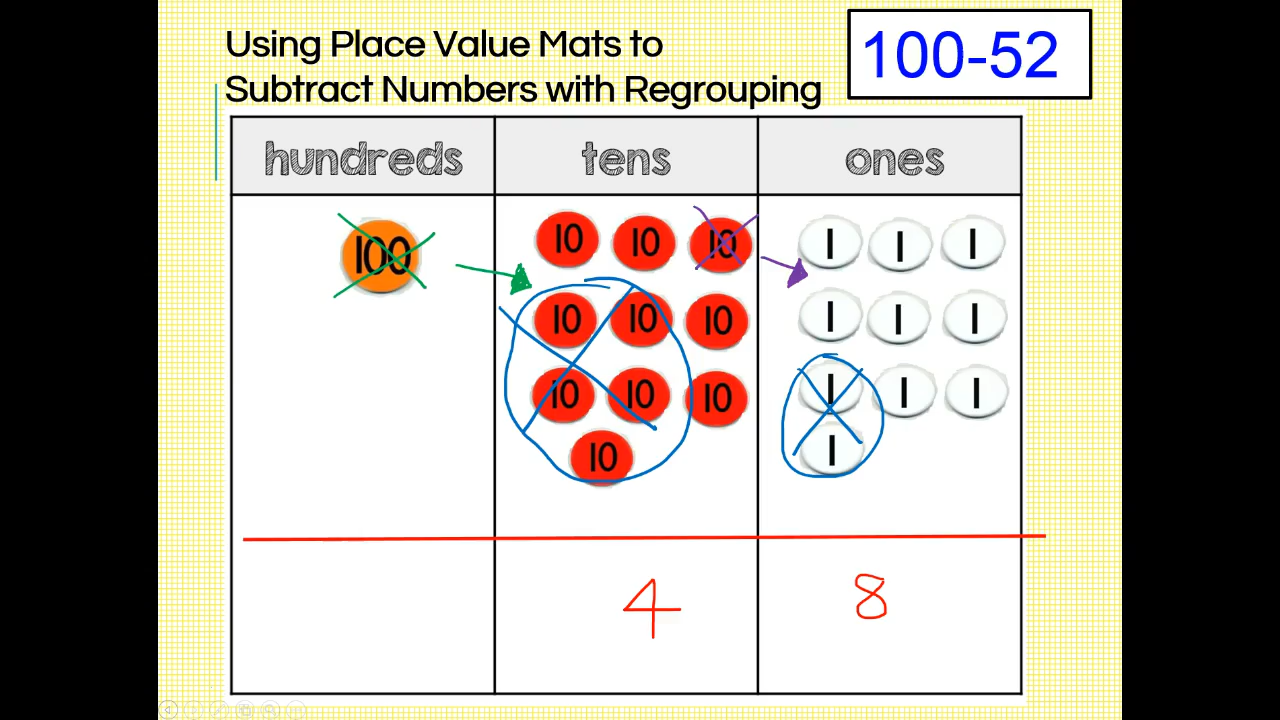 Using Place Value Mats to
Subtract Numbers with Regrouping
100-52
hundreds tens ones
100 10 10 10 1 1 1
10 10 10 1 1 1
10 10 10 1 1 1
10 1
4 8